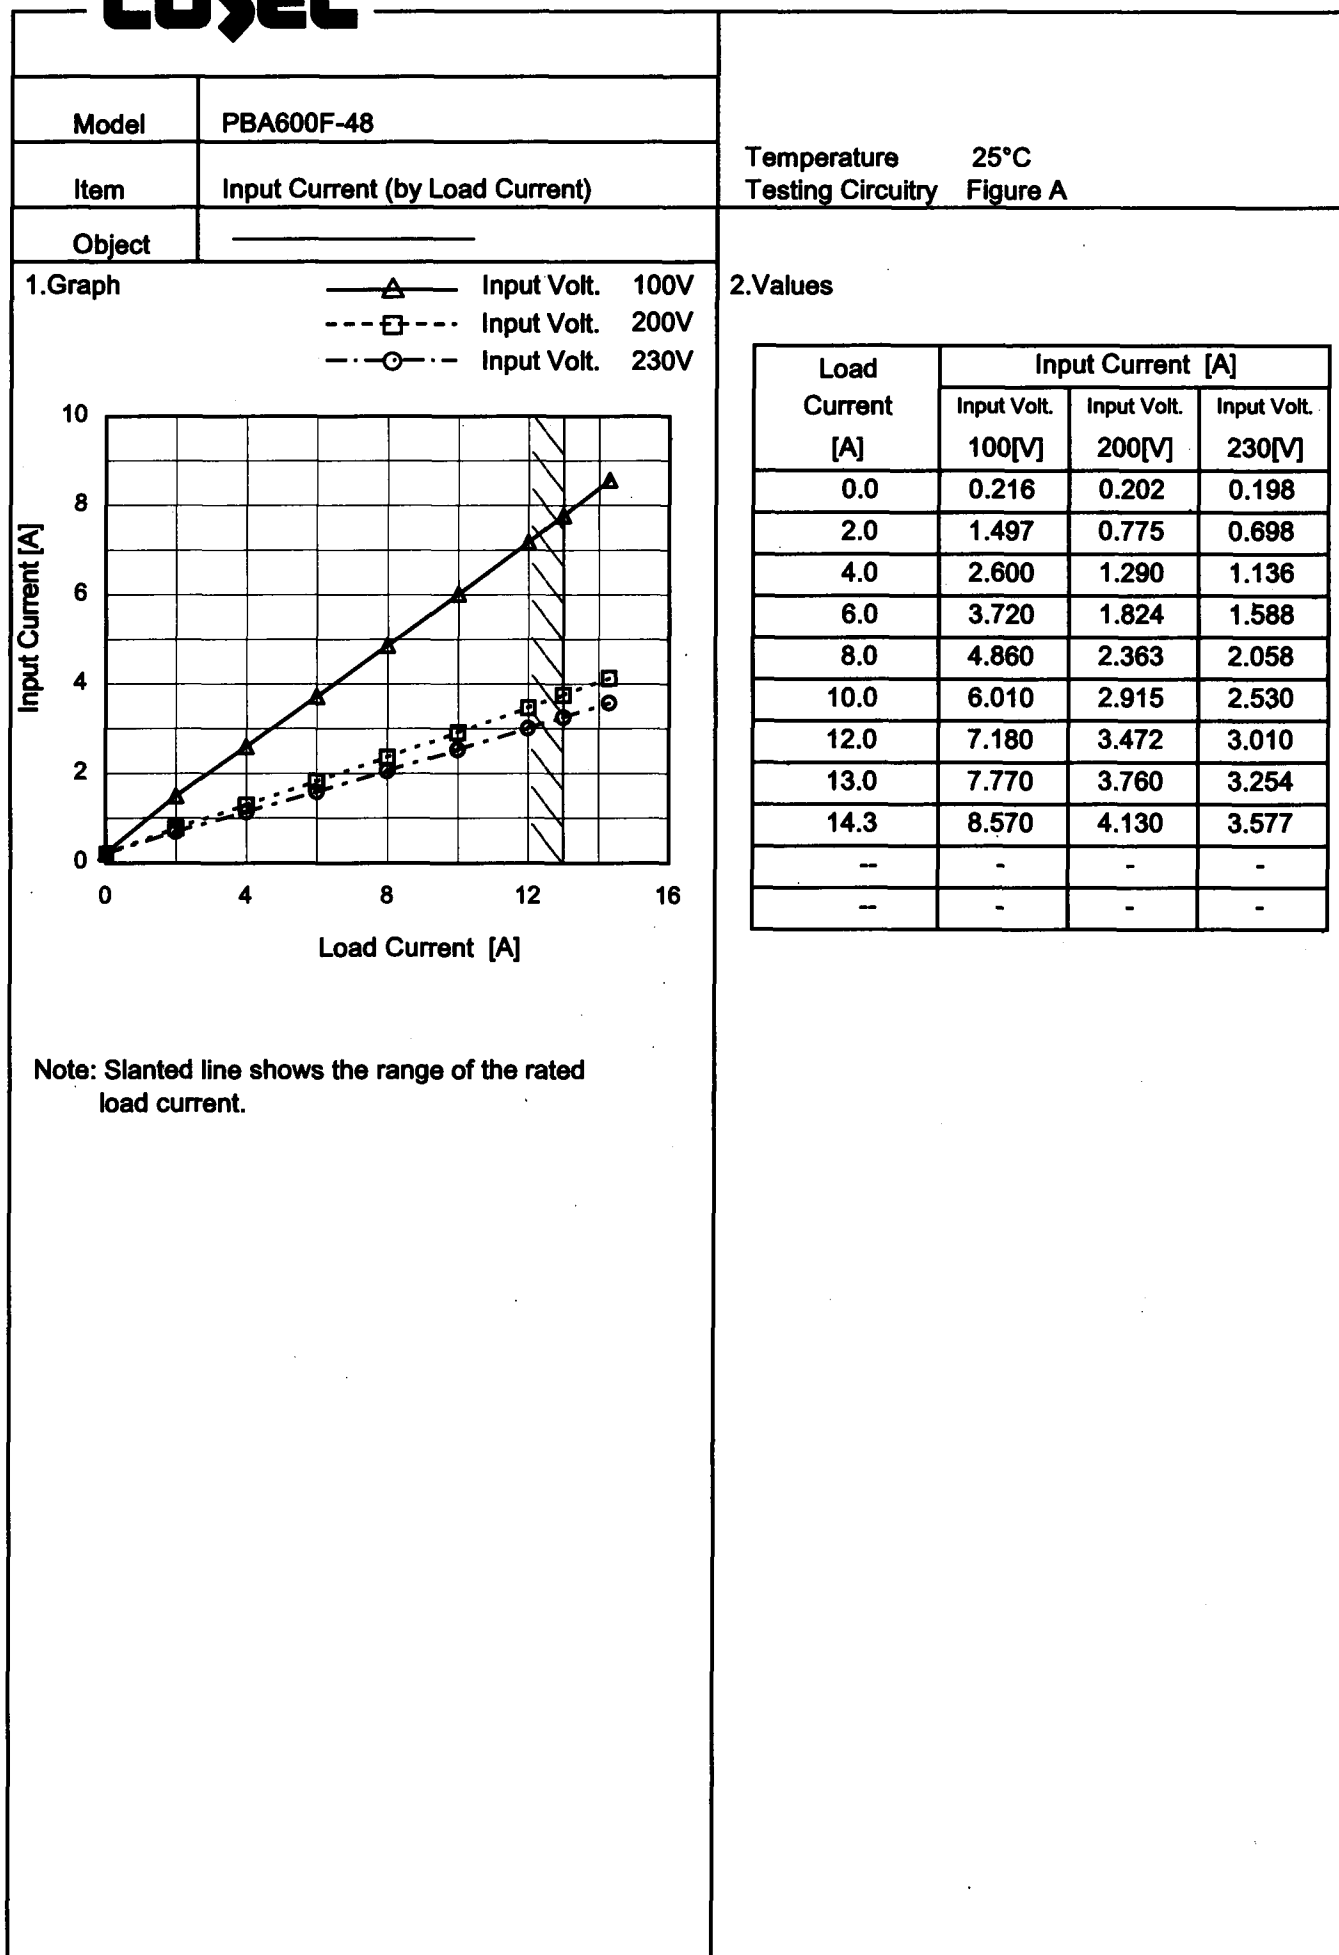 COSEL
Model PBA600F-48
Item Input Current (by Load Current)
Object
Temperature 25°C
Testing Circuitry Figure A
1.Graph
Input Volt. 100V
Input Volt. 200V
Input Volt. 230V
10
8
6
4
2
0
0 4 8 12 16
Input Current [A]
Load Current [A]
Note: Slanted line shows the range of the rated
load current.
2.Values
Load Input Current [A]
Current Input Volt. Input Volt. Input Volt.
[A] 100[V] 200[V] 230[V]
0.0 0.216 0.202 0.198
2.0 1.497 0.775 0.698
4.0 2.600 1.290 1.136
6.0 3.720 1.824 1.588
8.0 4.860 2.363 2.058
10.0 6.010 2.915 2.530
12.0 7.180 3.472 3.010
13.0 7.770 3.760 3.254
14.3 8.570 4.130 3.577
-- - - -
-- - - -